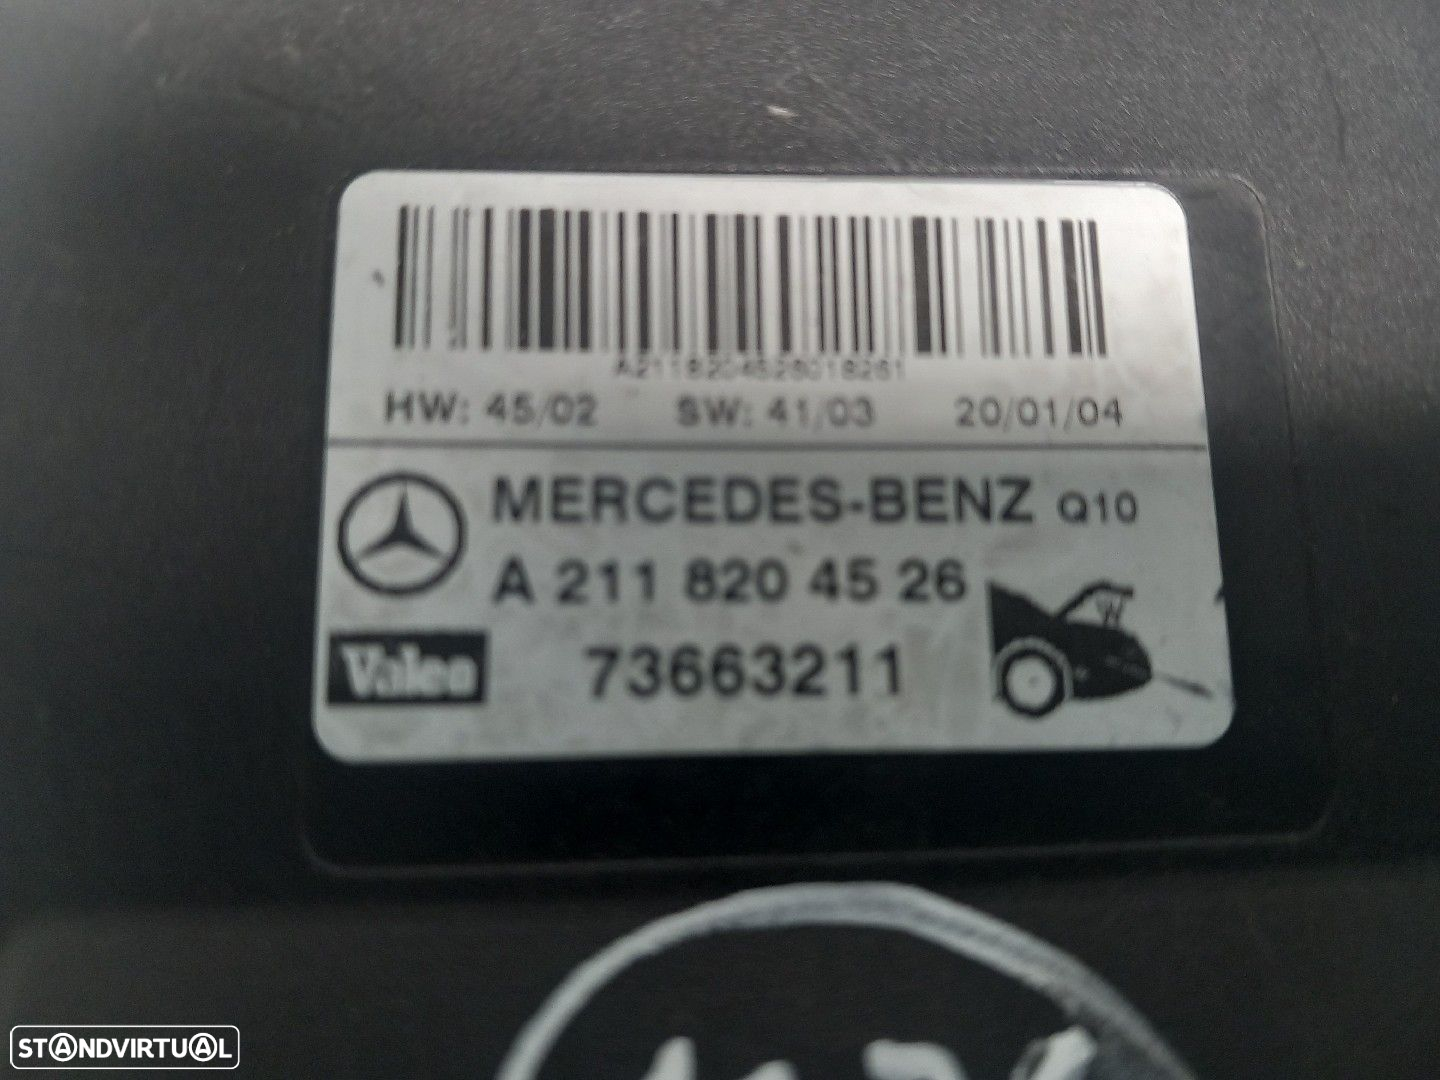 A2118204526018261
HW: 45/02 SW: 41/03 20/01/04
MERCEDES-BENZ Q10
A 211 820 45 26
Valeo 73663211
STANDVIRTUAL